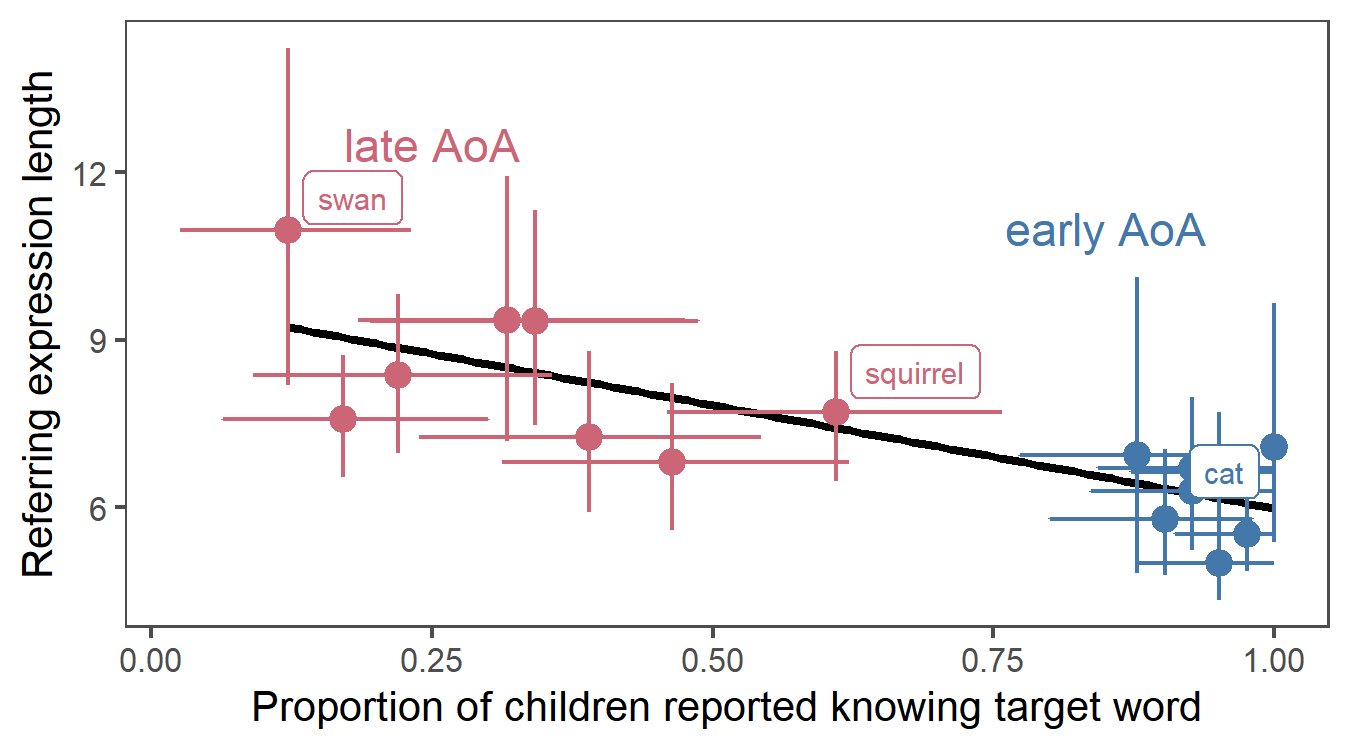 Referring expression length
12
9
6
late AoA
swan
early AoA
squirrel
cat
0.00
0.25
0.50
0.75
1.00
Proportion of children reported knowing target word